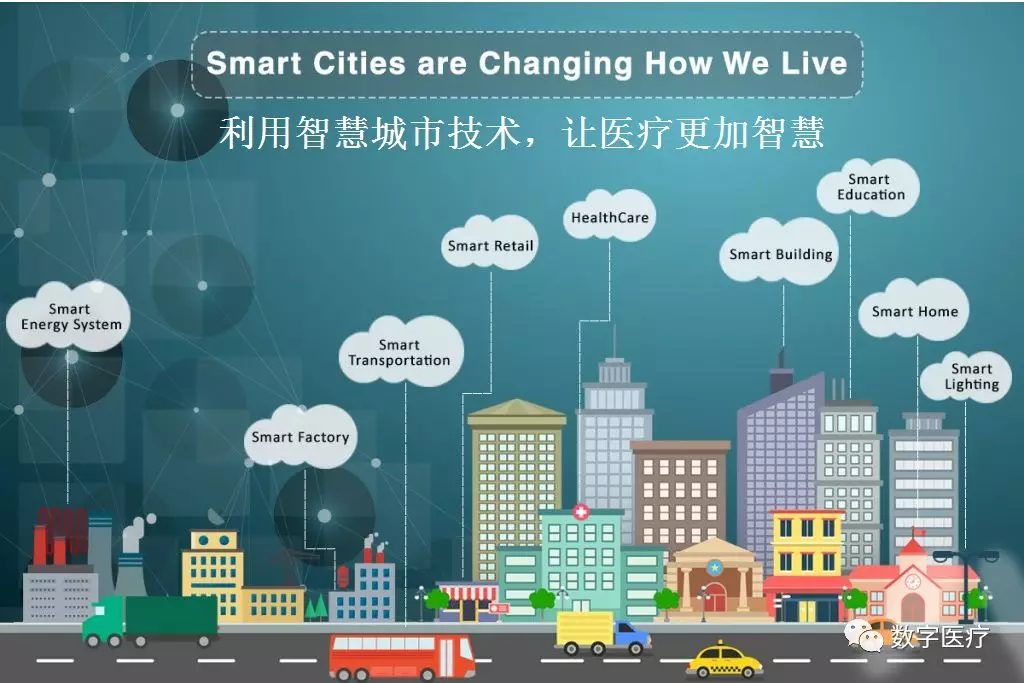 Smart Cities are Changing How We Live
利用智慧城市技术，让医疗更加智慧
Smart
Education
HealthCare
Smart Retail
Smart Building
Smart
Energy System
Smart Home
Smart
Transportation
Smart
Lighting
Smart Factory
数字医疗